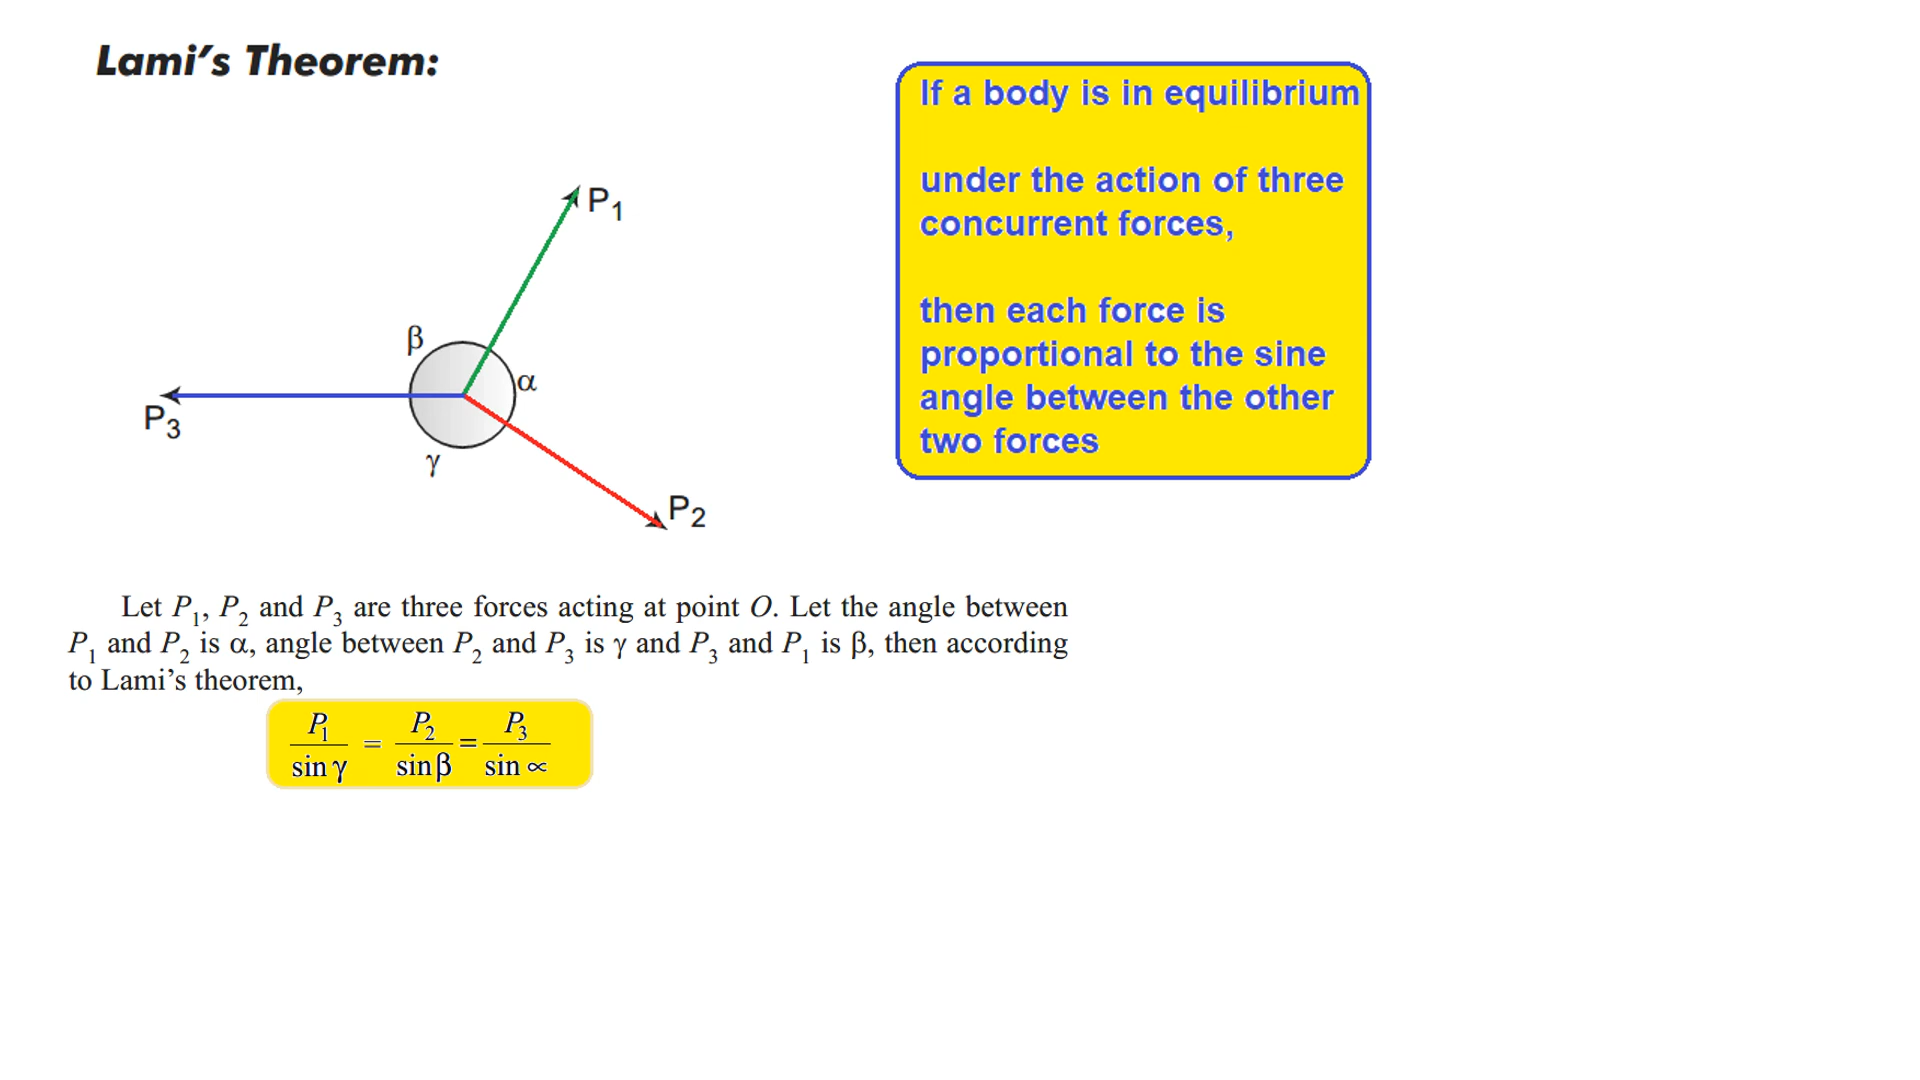 Lami's Theorem:
If a body is in equilibrium
under the action of three
concurrent forces,
then each force is
proportional to the sine
angle between the other
two forces
P₁
β
α
P₃
γ
P₂
Let P₁, P₂ and P₃ are three forces acting at point O. Let the angle between
P₁ and P₂ is α, angle between P₂ and P₃ is γ and P₃ and P₁ is β, then according
to Lami's theorem,
P₁/sin γ = P₂/sin β = P₃/sin ∝